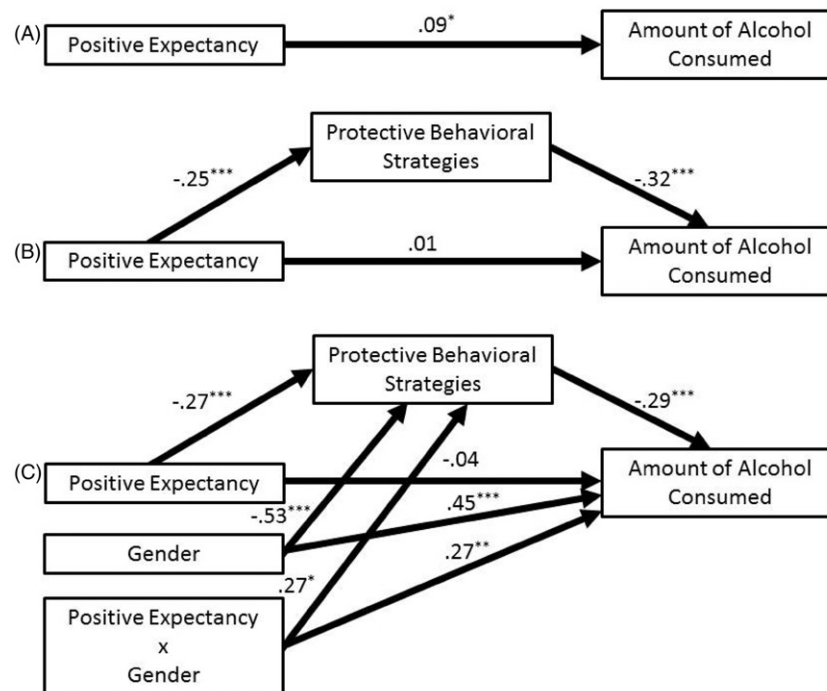 (A)
Positive Expectancy
.09*
Amount of Alcohol
Consumed
Protective Behavioral
Strategies
-.25***
-.32***
(B)
Positive Expectancy
.01
Amount of Alcohol
Consumed
Protective Behavioral
Strategies
-.27***
-.29***
(C)
Positive Expectancy
-.04
Amount of Alcohol
Consumed
-.53***
.45***
Gender
.27*
.27**
Positive Expectancy
x
Gender